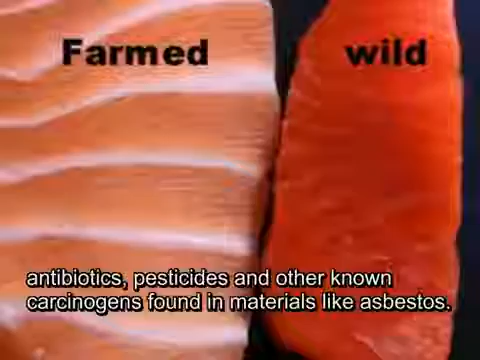 Farmed wild
antibiotics, pesticides and other known
carcinogens found in materials like asbestos.